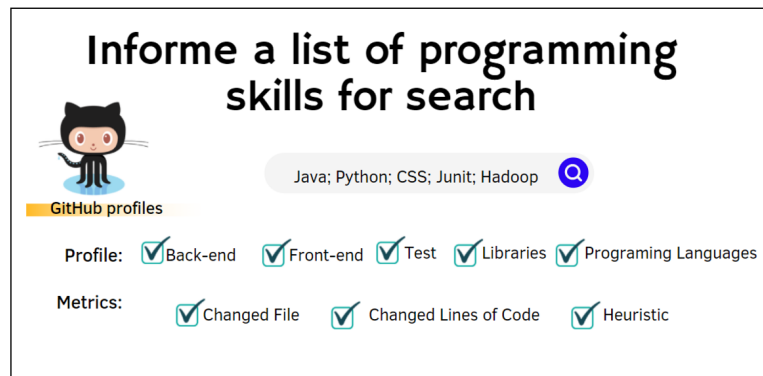 Informe a list of programming
skills for search
Java; Python; CSS; Junit; Hadoop
GitHub profiles
Profile: Back-end Front-end Test Libraries Programing Languages
Metrics: Changed File Changed Lines of Code Heuristic